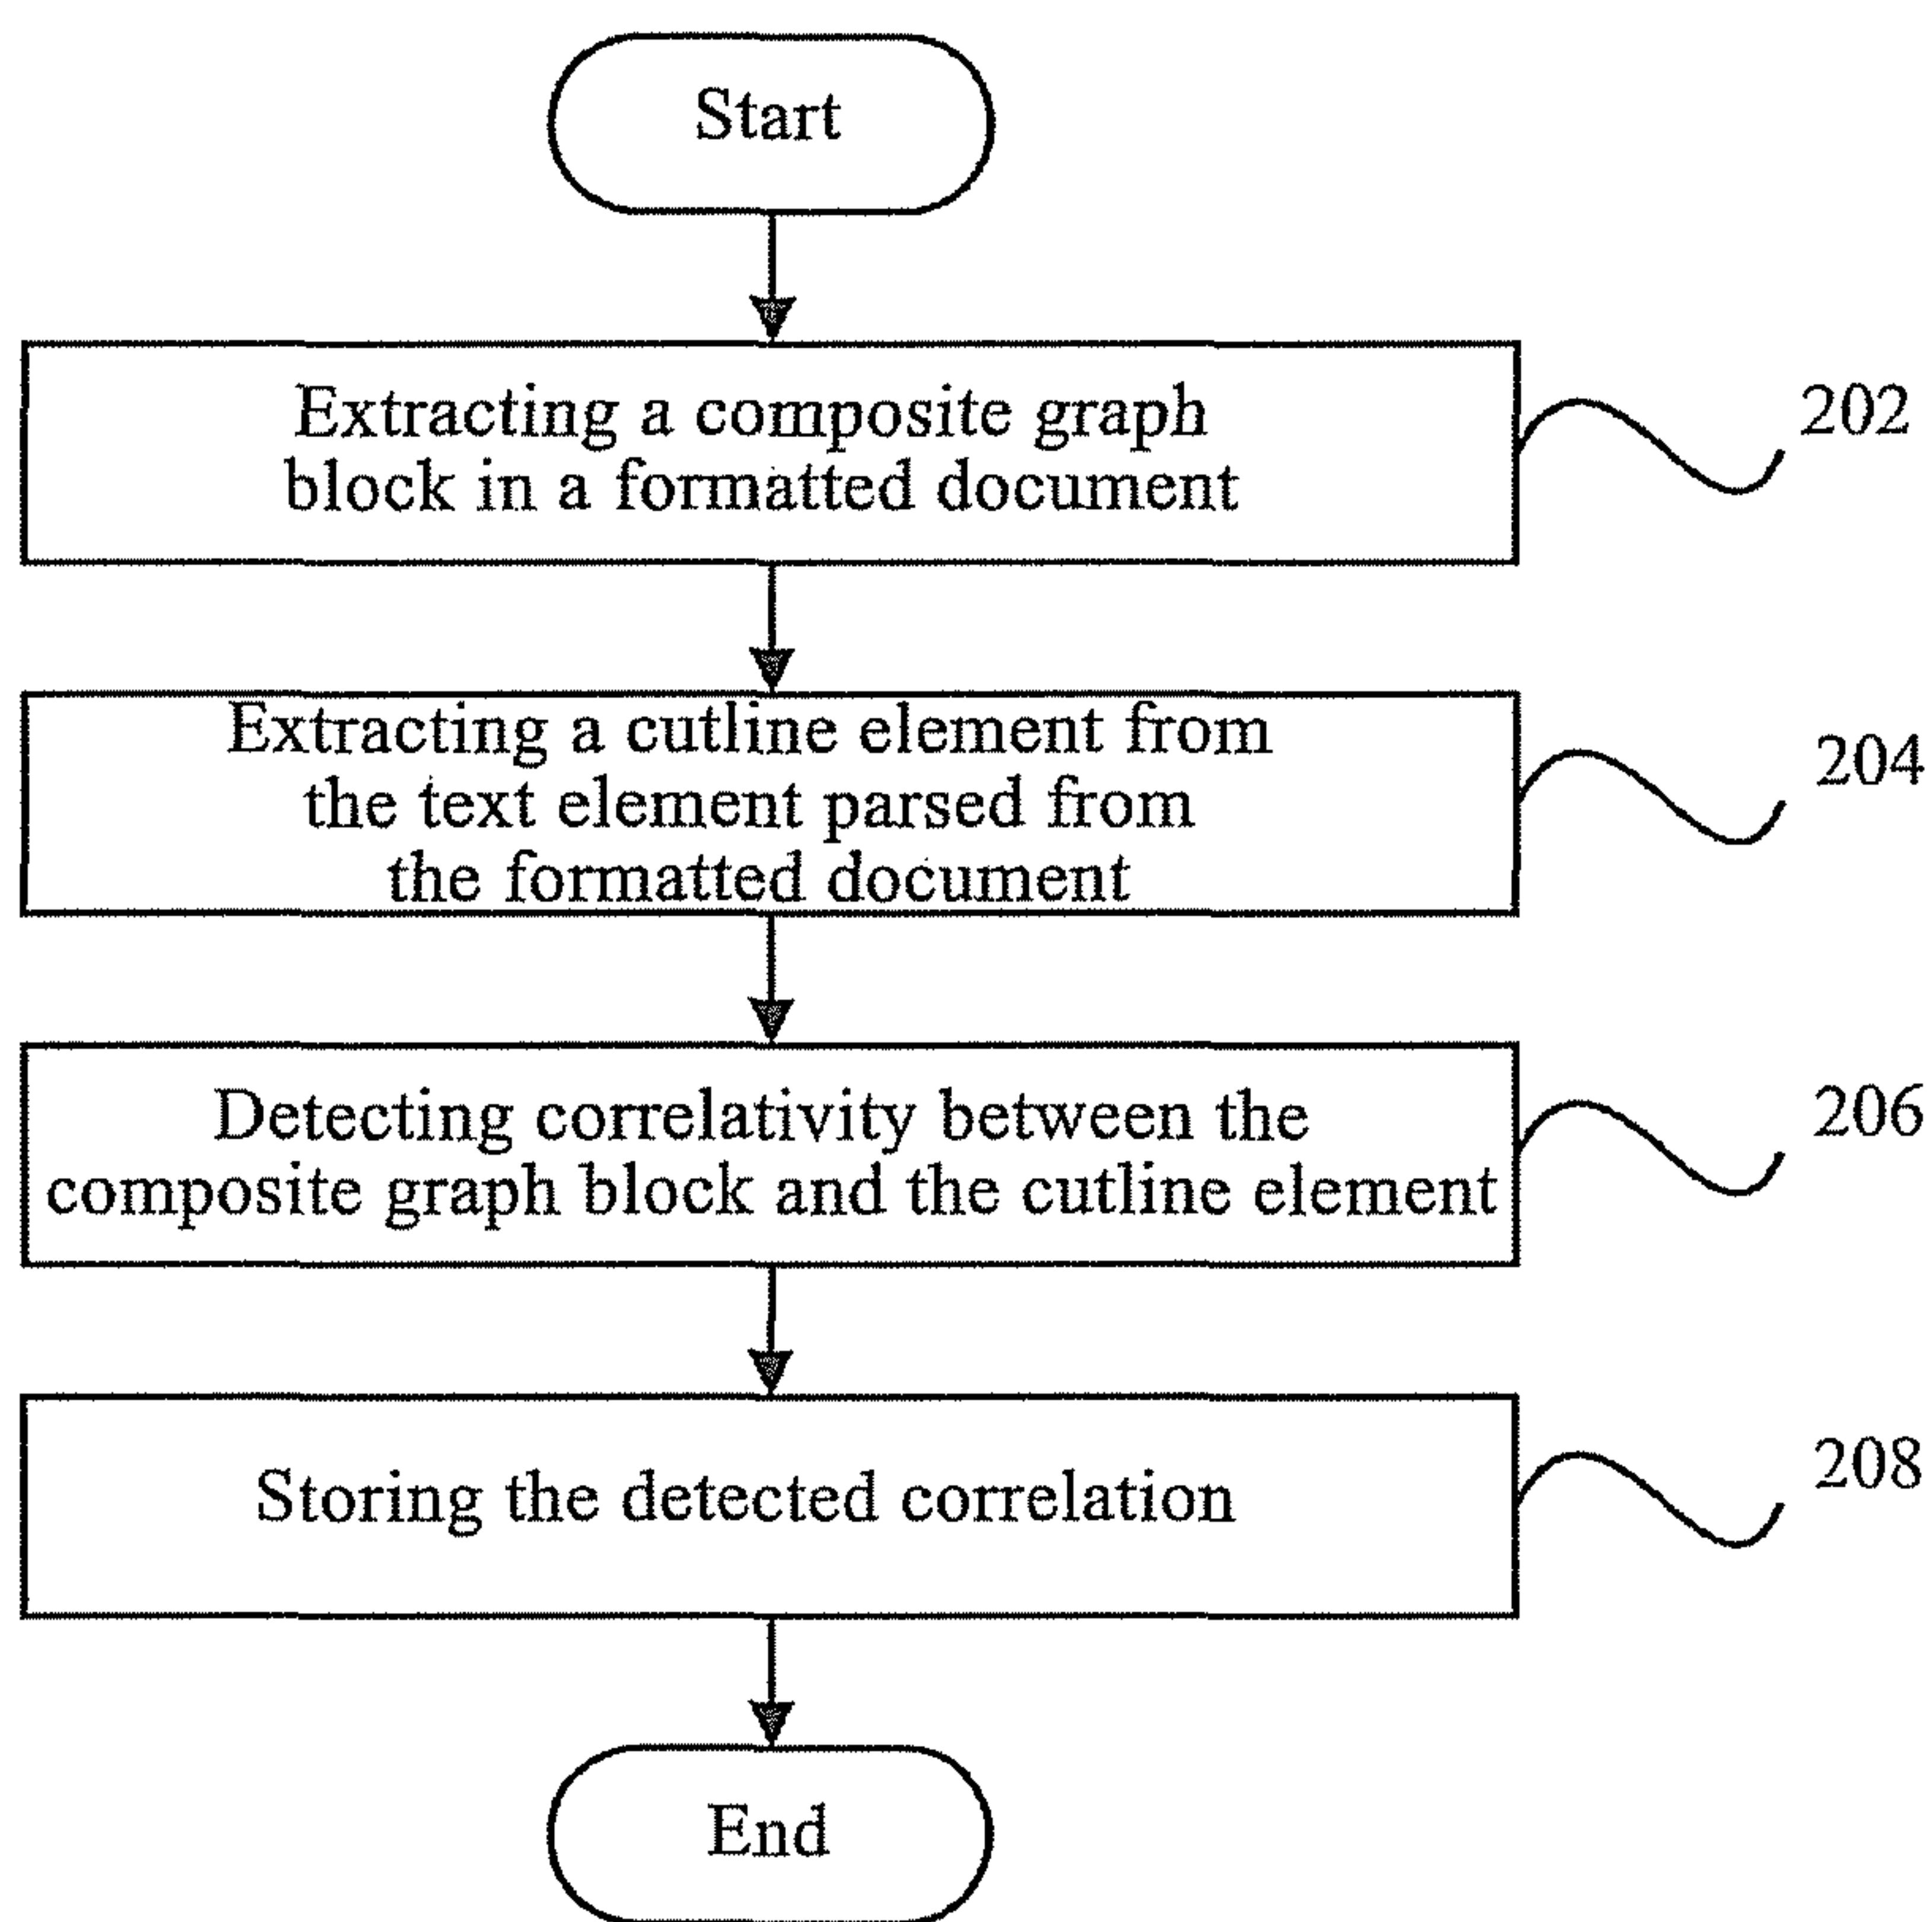 Start
Extracting a composite graph
block in a formatted document
202
Extracting a cutline element from
the text element parsed from
the formatted document
204
Detecting correlativity between the
composite graph block and the cutline element
206
Storing the detected correlation
208
End